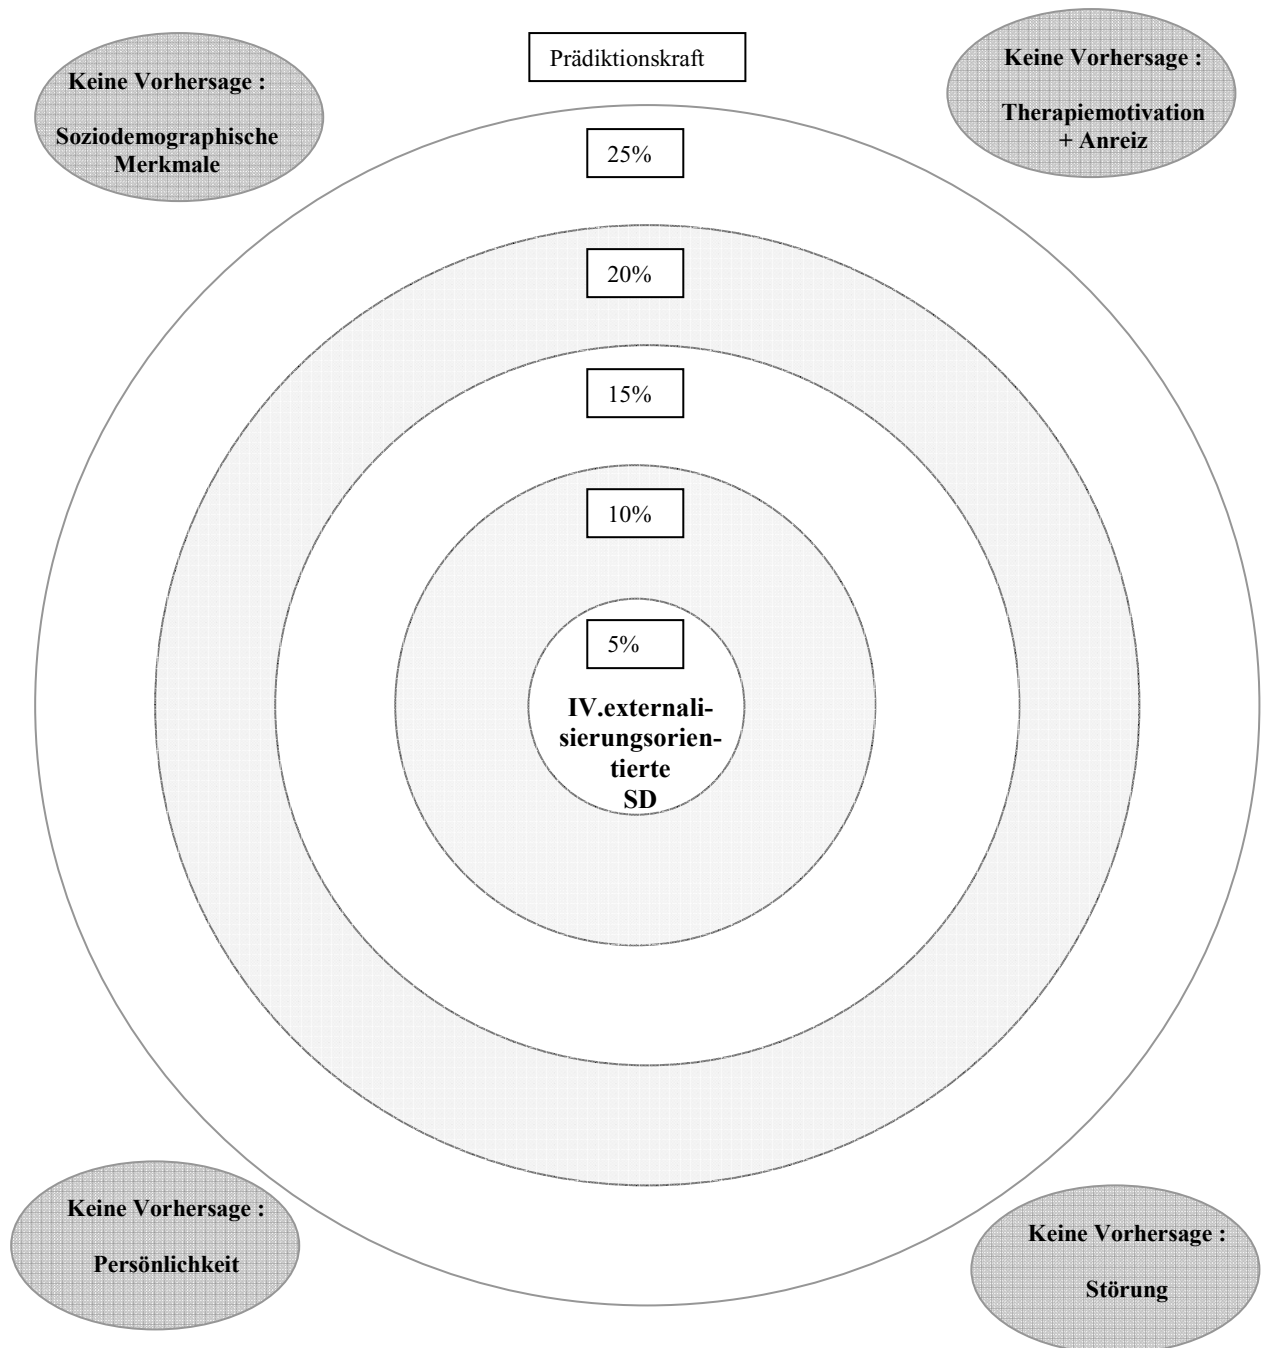 Prädiktionskraft
Keine Vorhersage :
Soziodemographische
Merkmale
Keine Vorhersage :
Therapiemotivation
+ Anreiz
25%
20%
15%
10%
5%
IV.externali-
sierungsorien-
tierte
SD
Keine Vorhersage :
Persönlichkeit
Keine Vorhersage :
Störung